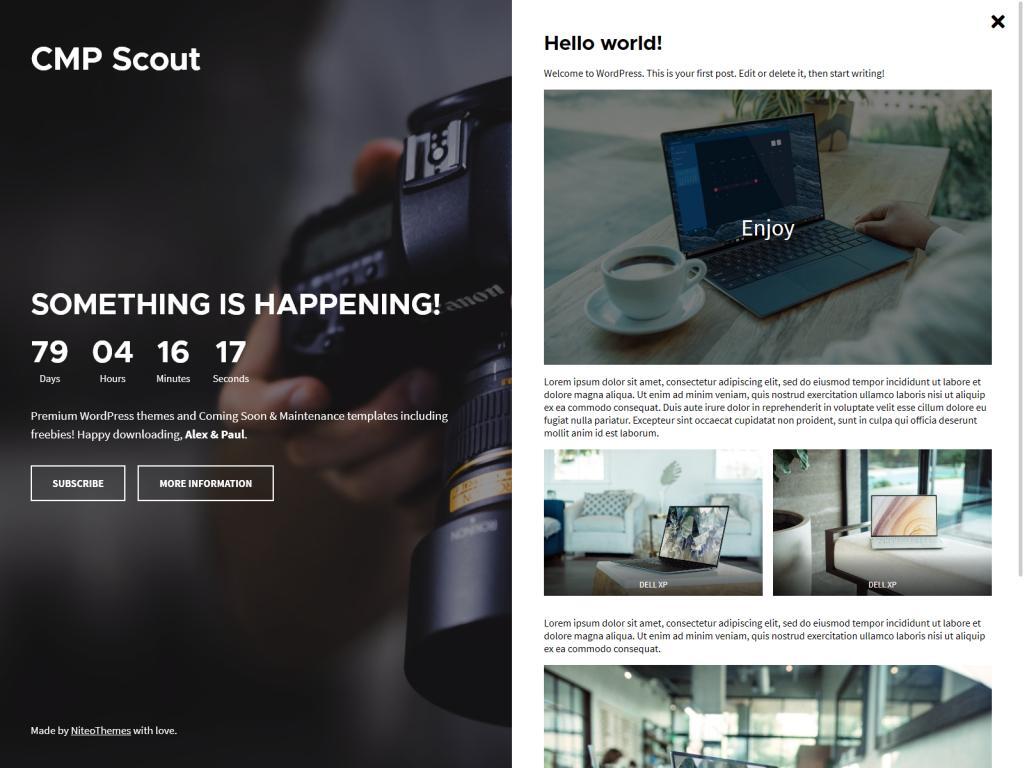 CMP Scout
SOMETHING IS HAPPENING!
79 04 16 17
Days Hours Minutes Seconds
Premium WordPress themes and Coming Soon & Maintenance templates including
freebies! Happy downloading, Alex & Paul.
SUBSCRIBE MORE INFORMATION
Made by NiteoThemes with love.
Hello world!
Welcome to WordPress. This is your first post. Edit or delete it, then start writing!
Enjoy
Lorem ipsum dolor sit amet, consectetur adipiscing elit, sed do eiusmod tempor incididunt ut labore et
dolore magna aliqua. Ut enim ad minim veniam, quis nostrud exercitation ullamco laboris nisi ut aliquip
ex ea commodo consequat. Duis aute irure dolor in reprehenderit in voluptate velit esse cillum dolore eu
fugiat nulla pariatur. Excepteur sint occaecat cupidatat non proident, sunt in culpa qui officia deserunt
mollit anim id est laborum.
DELL XP DELL XP
Lorem ipsum dolor sit amet, consectetur adipiscing elit, sed do eiusmod tempor incididunt ut labore et
dolore magna aliqua. Ut enim ad minim veniam, quis nostrud exercitation ullamco laboris nisi ut aliquip
ex ea commodo consequat.